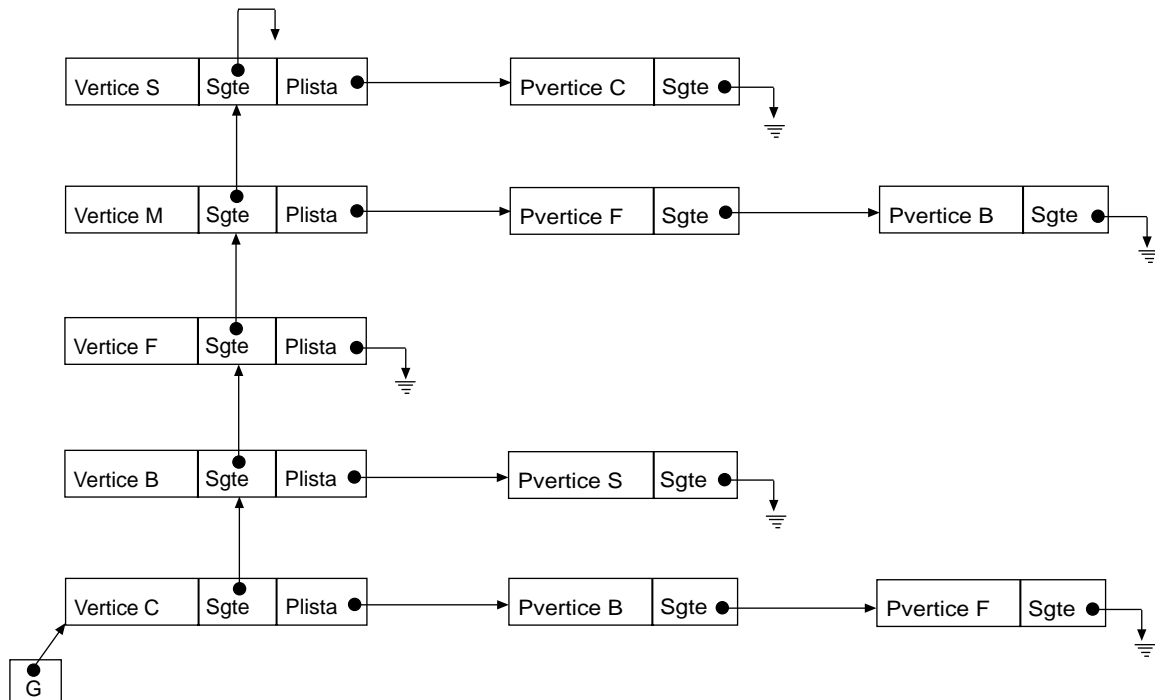 Vertice S Sgte Plista Pvertice C Sgte
Vertice M Sgte Plista Pvertice F Sgte Pvertice B Sgte
Vertice F Sgte Plista
Vertice B Sgte Plista Pvertice S Sgte
Vertice C Sgte Plista Pvertice B Sgte Pvertice F Sgte
G